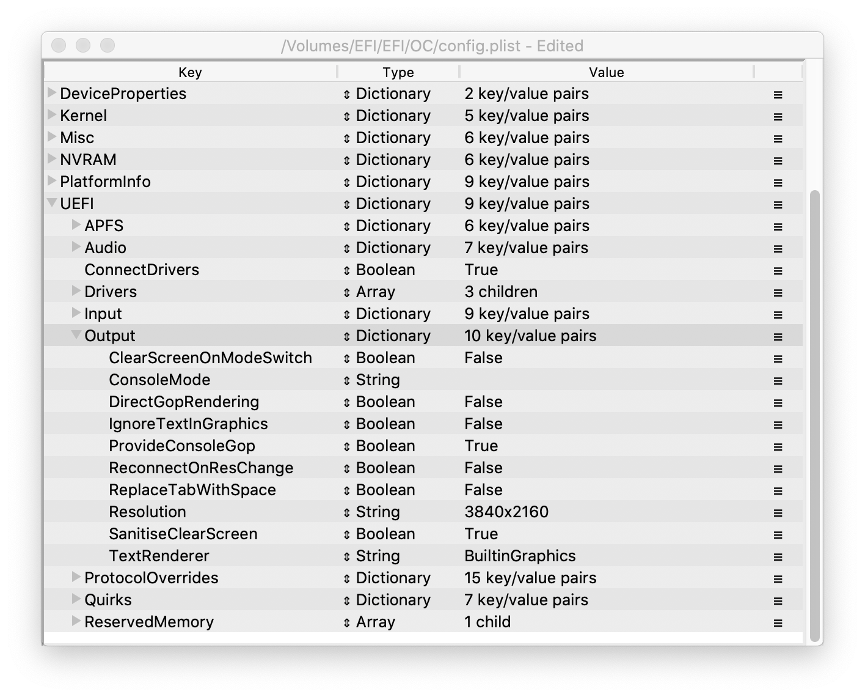 /Volumes/EFI/EFI/OC/config.plist - Edited
Key Type Value
DeviceProperties Dictionary 2 key/value pairs
Kernel Dictionary 5 key/value pairs
Misc Dictionary 6 key/value pairs
NVRAM Dictionary 6 key/value pairs
PlatformInfo Dictionary 9 key/value pairs
UEFI Dictionary 9 key/value pairs
APFS Dictionary 6 key/value pairs
Audio Dictionary 7 key/value pairs
ConnectDrivers Boolean True
Drivers Array 3 children
Input Dictionary 9 key/value pairs
Output Dictionary 10 key/value pairs
ClearScreenOnModeSwitch Boolean False
ConsoleMode String
DirectGopRendering Boolean False
IgnoreTextInGraphics Boolean False
ProvideConsoleGop Boolean True
ReconnectOnResChange Boolean False
ReplaceTabWithSpace Boolean False
Resolution String 3840x2160
SanitiseClearScreen Boolean True
TextRenderer String BuiltinGraphics
ProtocolOverrides Dictionary 15 key/value pairs
Quirks Dictionary 7 key/value pairs
ReservedMemory Array 1 child